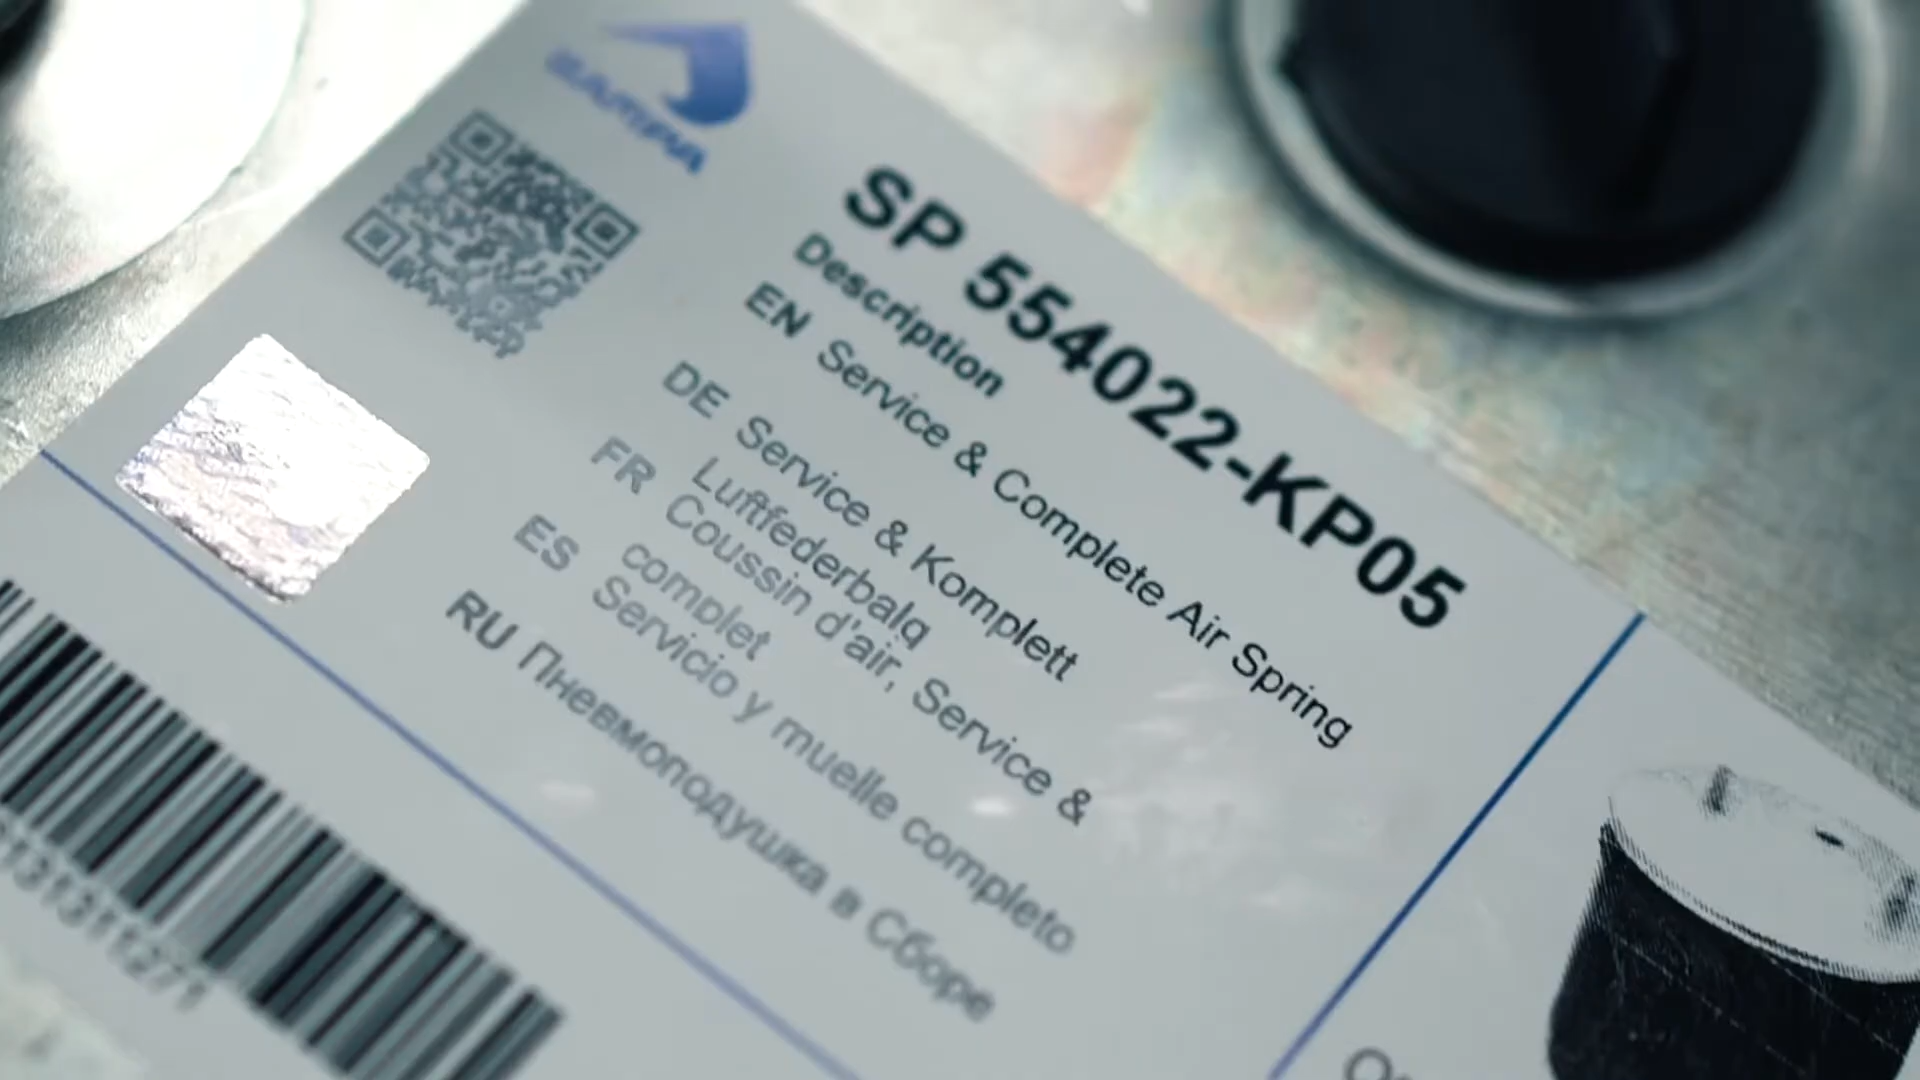 SP 554022-KP05
Description
EN Service & Complete Air Spring
DE Service & Komplett
Luftfederbalg
FR Coussin d'air, Service &
complet
ES Servicio y muelle completo
RU Пневмоподушка в Сборе